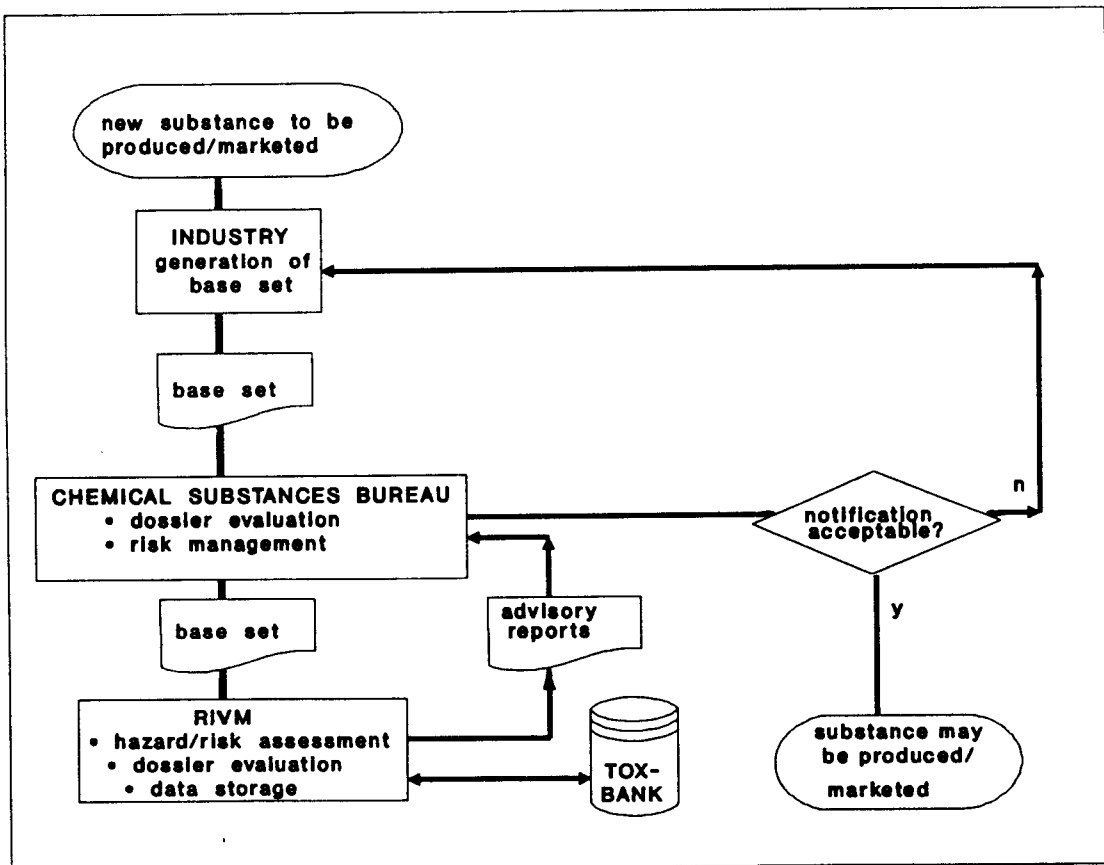 new substance to be
produced/marketed
INDUSTRY
generation of
base set
base set
CHEMICAL SUBSTANCES BUREAU
• dossier evaluation
• risk management
n
notification
acceptable?
base set
advisory
reports
y
RIVM
• hazard/risk assessment
• dossier evaluation
• data storage
TOX-
BANK
substance may
be produced/
marketed